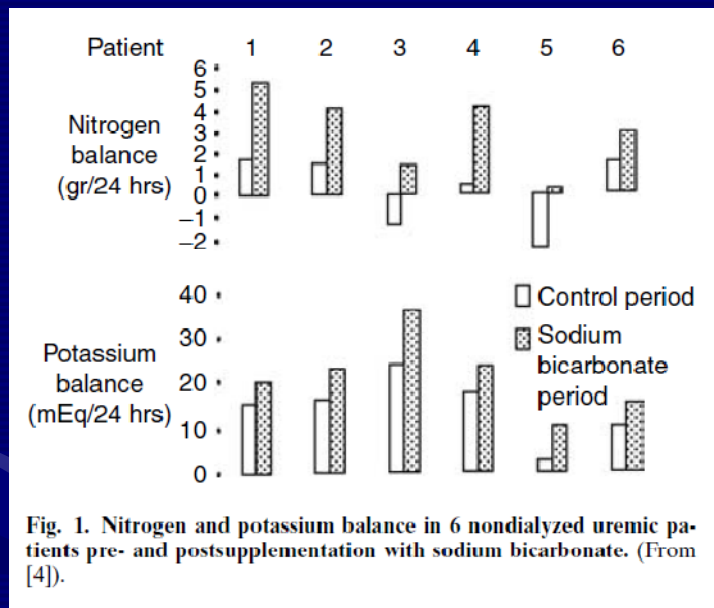 Patient 1 2 3 4 5 6
6
5
4
3
2
1
0
−1
−2
Nitrogen
balance
(gr/24 hrs)
40
30
20
10
0
Potassium
balance
(mEq/24 hrs)
Control period
Sodium
bicarbonate
period
Fig. 1. Nitrogen and potassium balance in 6 nondialyzed uremic pa-
tients pre- and postsupplementation with sodium bicarbonate. (From
[4]).